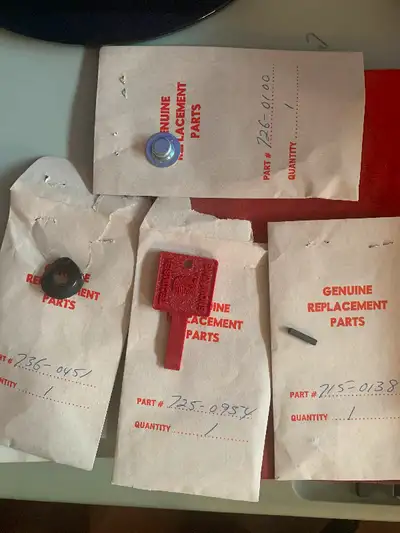 GENUINE
REPLACEMENT
PARTS
PART # 726-0100
QUANTITY 1
PART # 736-0451
QUANTITY 1
GENUINE
REPLACEMENT
PARTS
PART # 725-0954
QUANTITY 1
GENUINE
REPLACEMENT
PARTS
PART # 715-0138
QUANTITY 1